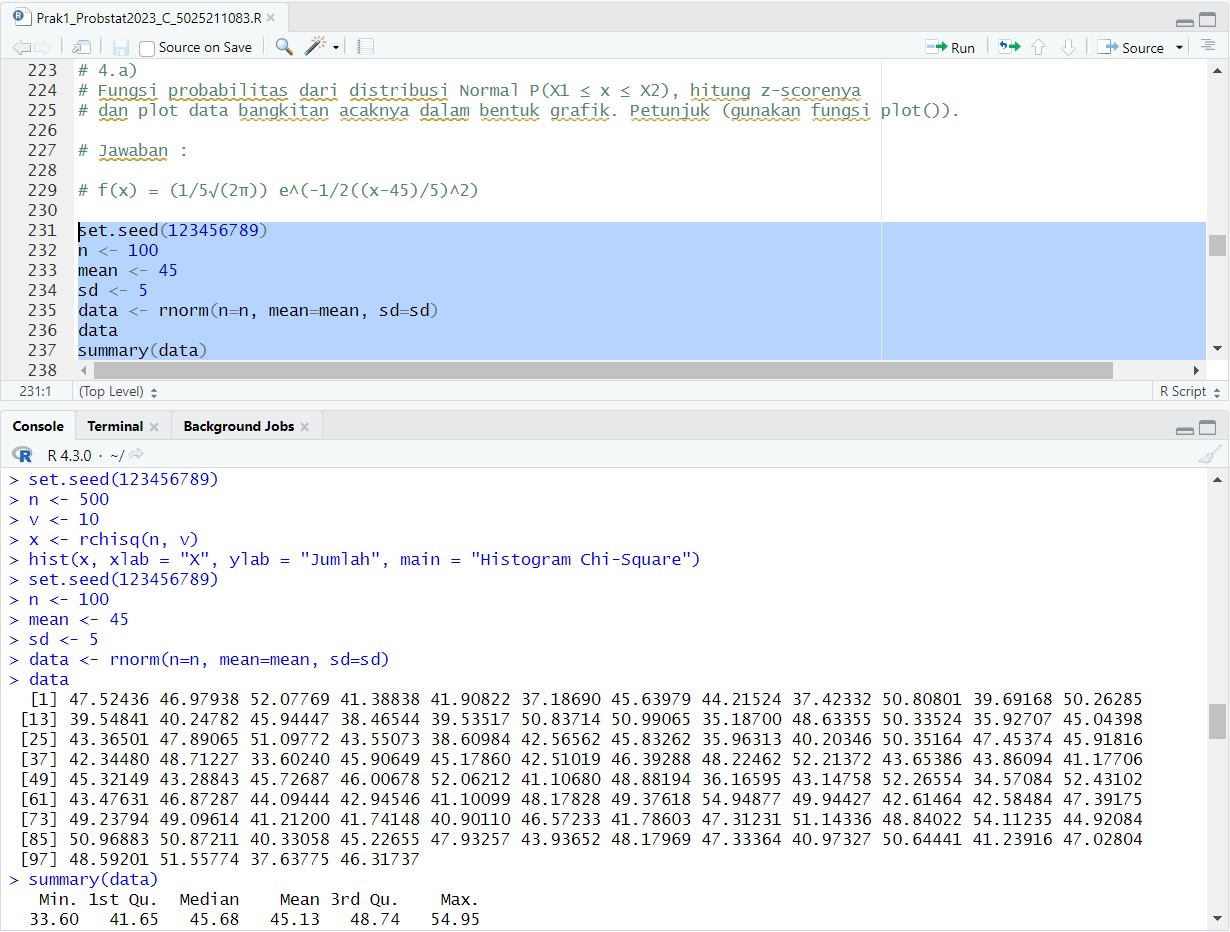 Prak1_Probstat2023_C_5025211083.R
Source on Save
Run
Source
223 # 4.a)
224 # Fungsi probabilitas dari distribusi Normal P(X1 ≤ x ≤ X2), hitung z-scorenya
225 # dan plot data bangkitan acaknya dalam bentuk grafik. Petunjuk (gunakan fungsi plot()).
226
227 # Jawaban :
228
229 # f(x) = (1/5√(2π)) e^(-1/2((x-45)/5)^2)
230
231 set.seed(123456789)
232 n <- 100
233 mean <- 45
234 sd <- 5
235 data <- rnorm(n=n, mean=mean, sd=sd)
236 data
237 summary(data)
238
231:1 (Top Level) R Script
Console Terminal Background Jobs
R R 4.3.0 · ~/
> set.seed(123456789)
> n <- 500
> v <- 10
> x <- rchisq(n, v)
> hist(x, xlab = "X", ylab = "Jumlah", main = "Histogram Chi-Square")
> set.seed(123456789)
> n <- 100
> mean <- 45
> sd <- 5
> data <- rnorm(n=n, mean=mean, sd=sd)
> data
[1] 47.52436 46.97938 52.07769 41.38838 41.90822 37.18690 45.63979 44.21524 37.42332 50.80801 39.69168 50.26285
[13] 39.54841 40.24782 45.94447 38.46544 39.53517 50.83714 50.99065 35.18700 48.63355 50.33524 35.92707 45.04398
[25] 43.36501 47.89065 51.09772 43.55073 38.60984 42.56562 45.83262 35.96313 40.20346 50.35164 47.45374 45.91816
[37] 42.34480 48.71227 33.60240 45.90649 45.17860 42.51019 46.39288 48.22462 52.21372 43.65386 43.86094 41.17706
[49] 45.32149 43.28843 45.72687 46.00678 52.06212 41.10680 48.88194 36.16595 43.14758 52.26554 34.57084 52.43102
[61] 43.47631 46.87287 44.09444 42.94546 41.10099 48.17828 49.37618 54.94877 49.94427 42.61464 42.58484 47.39175
[73] 49.23794 49.09614 41.21200 41.74148 40.90110 46.57233 41.78603 47.31231 51.14336 48.84022 54.11235 44.92084
[85] 50.96883 50.87211 40.33058 45.22655 47.93257 43.93652 48.17969 47.33364 40.97327 50.64441 41.23916 47.02804
[97] 48.59201 51.55774 37.63775 46.31737
> summary(data)
Min. 1st Qu. Median Mean 3rd Qu. Max.
33.60 41.65 45.68 45.13 48.74 54.95